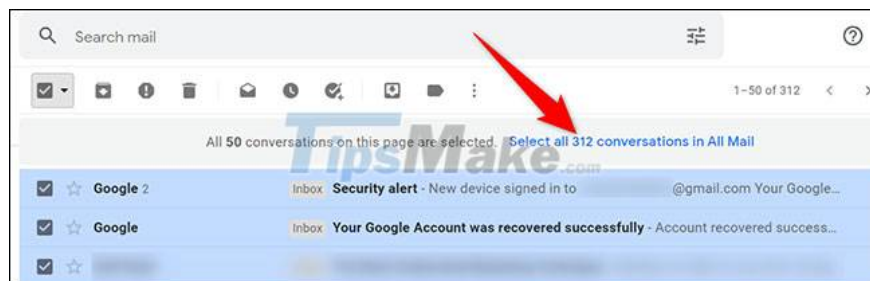 Search mail
1–50 of 312
All 50 conversations on this page are selected. Select all 312 conversations in All Mail
TipsMake.com
Google 2 Inbox Security alert - New device signed in to @gmail.com Your Google...
Google Inbox Your Google Account was recovered successfully - Account recovered success...